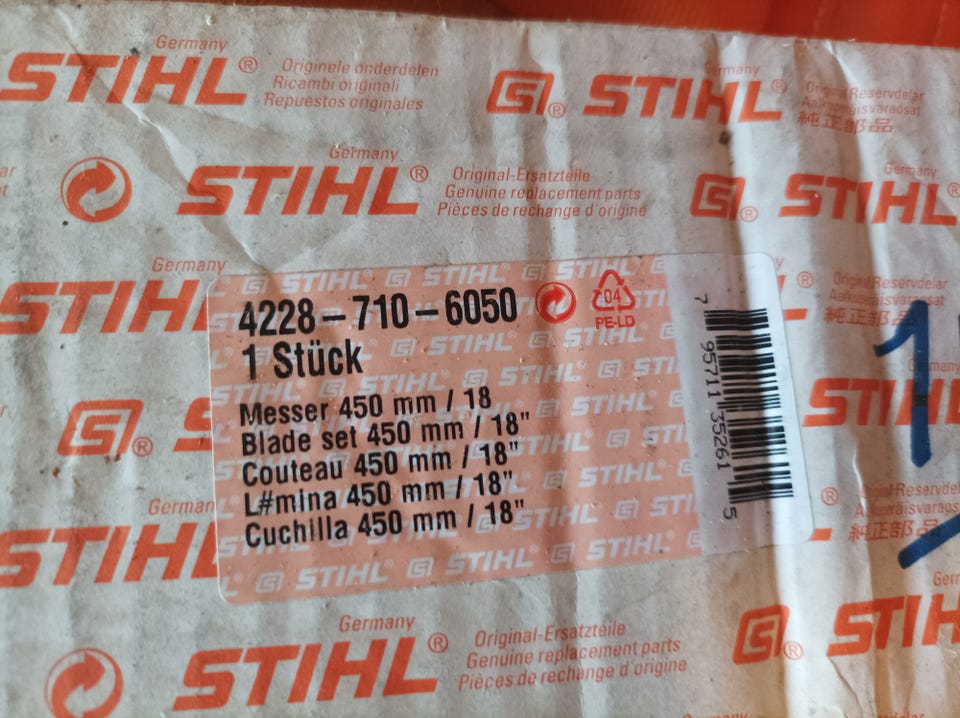 Germany
STIHL®
Originele onderdelen
Ricambi originali
Repuestos originales
Germany
STIHL®
Original Reservdelar
Alkuperäisvaraosat
純正部品
Germany
STIHL®
Original-Ersatzteile
Genuine replacement parts
Pièces de rechange d'origine
Germany
STIHL®
Germany
STIHL
4228-710-6050
04
PE-LD
1 Stück
Messer 450 mm / 18
Blade set 450 mm / 18"
Couteau 450 mm / 18"
L#mina 450 mm / 18"
Cuchilla 450 mm / 18"
7 95711 35261 5
Germany
STIHL
Germany
STIHL®
Original-Ersatzteile
Genuine replacement parts
Pièces de rechange d'origine